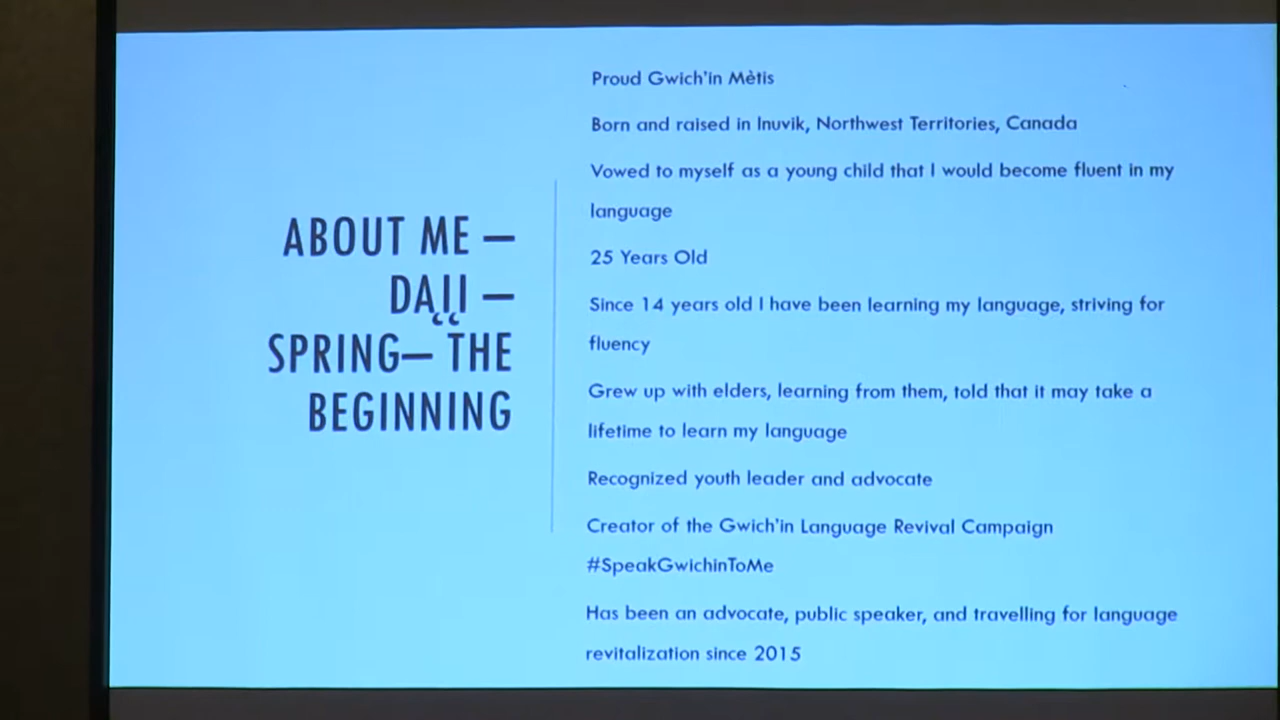 ABOUT ME –
DAĮĮ –
SPRING– THE
BEGINNING
Proud Gwich'in Mètis
Born and raised in Inuvik, Northwest Territories, Canada
Vowed to myself as a young child that I would become fluent in my
language
25 Years Old
Since 14 years old I have been learning my language, striving for
fluency
Grew up with elders, learning from them, told that it may take a
lifetime to learn my language
Recognized youth leader and advocate
Creator of the Gwich'in Language Revival Campaign
#SpeakGwichinToMe
Has been an advocate, public speaker, and travelling for language
revitalization since 2015